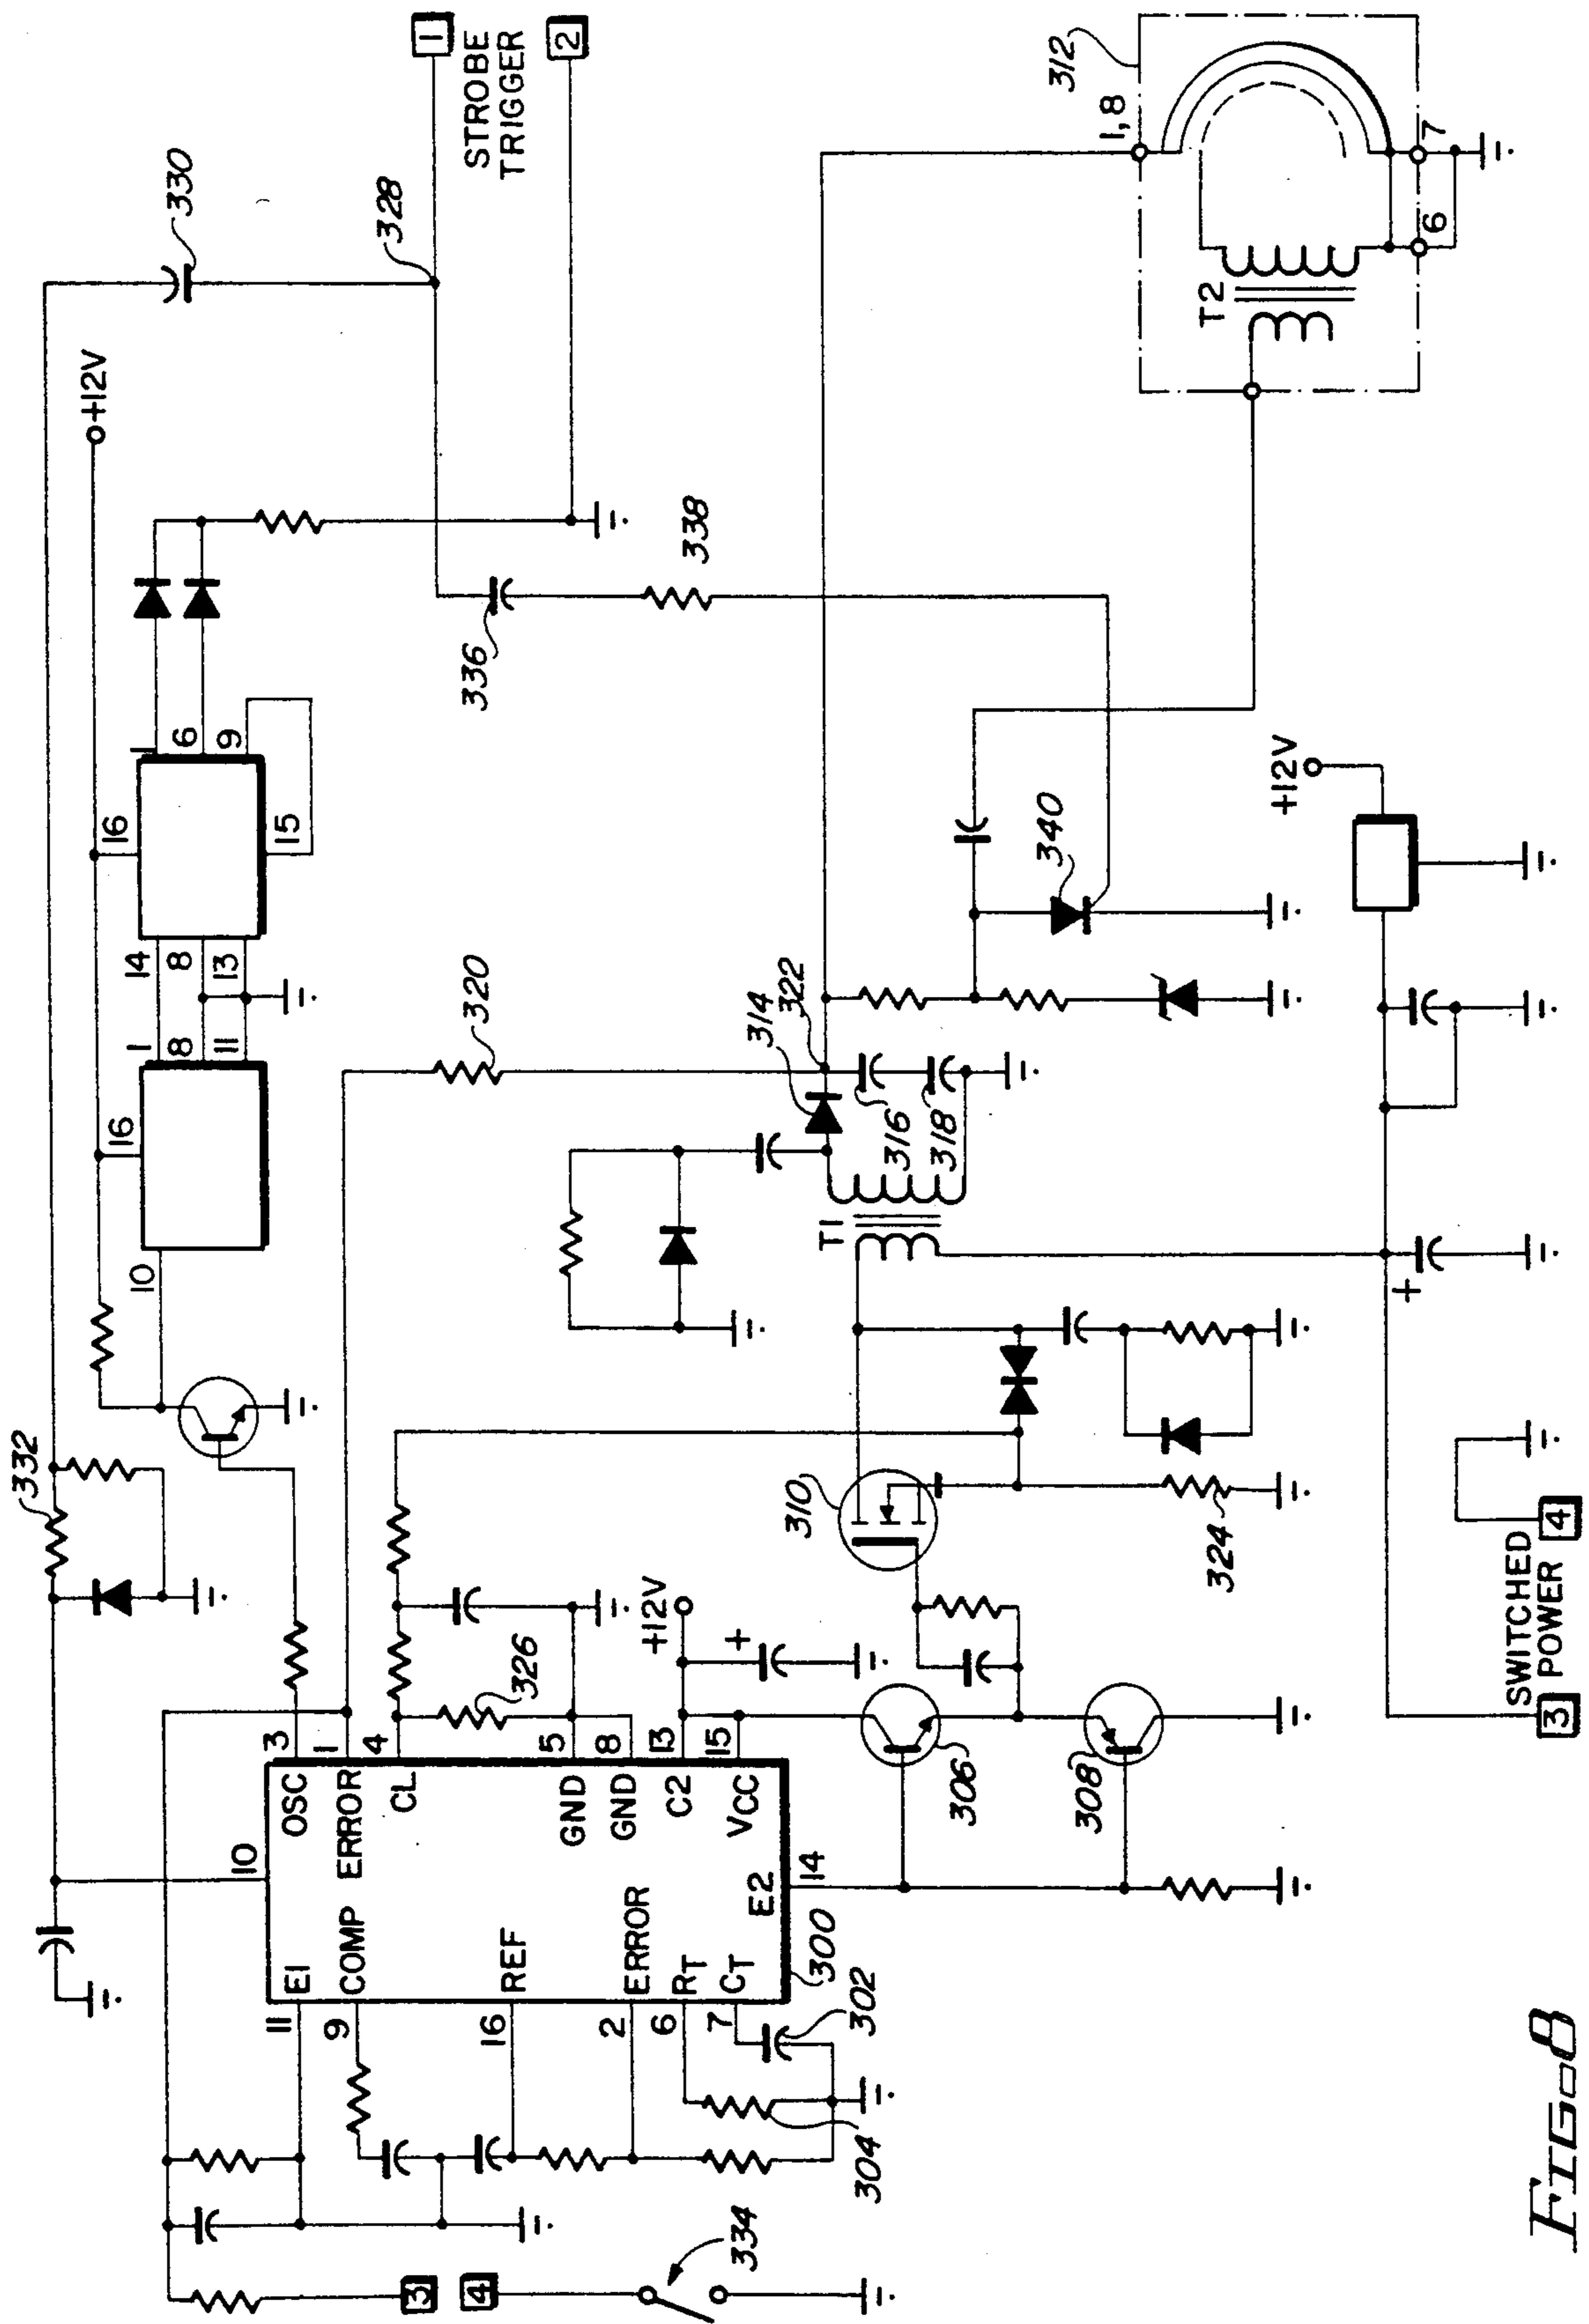 332
+12V
330
328
1
STROBE
TRIGGER
2
10
16
1
8
11
14
8
13
16
15
1
6
9
336
338
320
312
1, 8
T2
6
7
10
E1
COMP
REF
ERROR
RT
CT
OSC
ERROR
CL
GND
GND
C2
VCC
E2
11
9
16
2
6
7
3
1
4
5
8
13
15
14
300
302
304
334
3
4
326
+12V
+
306
308
310
324
T1
314
322
316
318
340
+12V
+
SWITCHED
POWER
3
4
FIG. 8